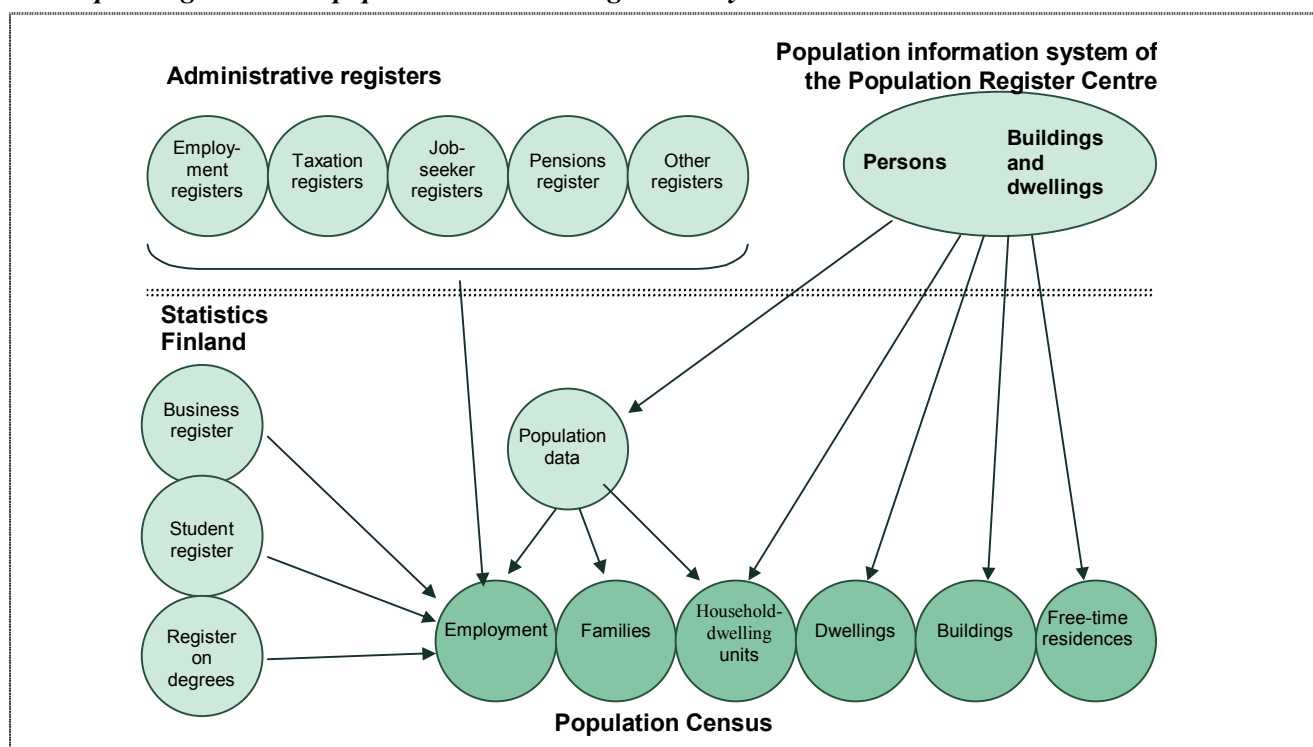 Administrative registers
Population information system of
the Population Register Centre
Employ-
ment
registers
Taxation
registers
Job-
seeker
registers
Pensions
register
Other
registers
Persons
Buildings
and
dwellings
Statistics
Finland
Business
register
Student
register
Register
on
degrees
Population
data
Employment
Families
Household-
dwelling
units
Dwellings
Buildings
Free-time
residences
Population Census